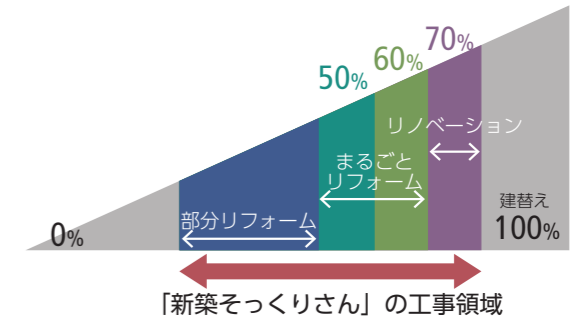 70%
60%
50%
リノベーション
まるごと
リフォーム
部分リフォーム
建替え
100%
0%
「新築そっくりさん」の工事領域